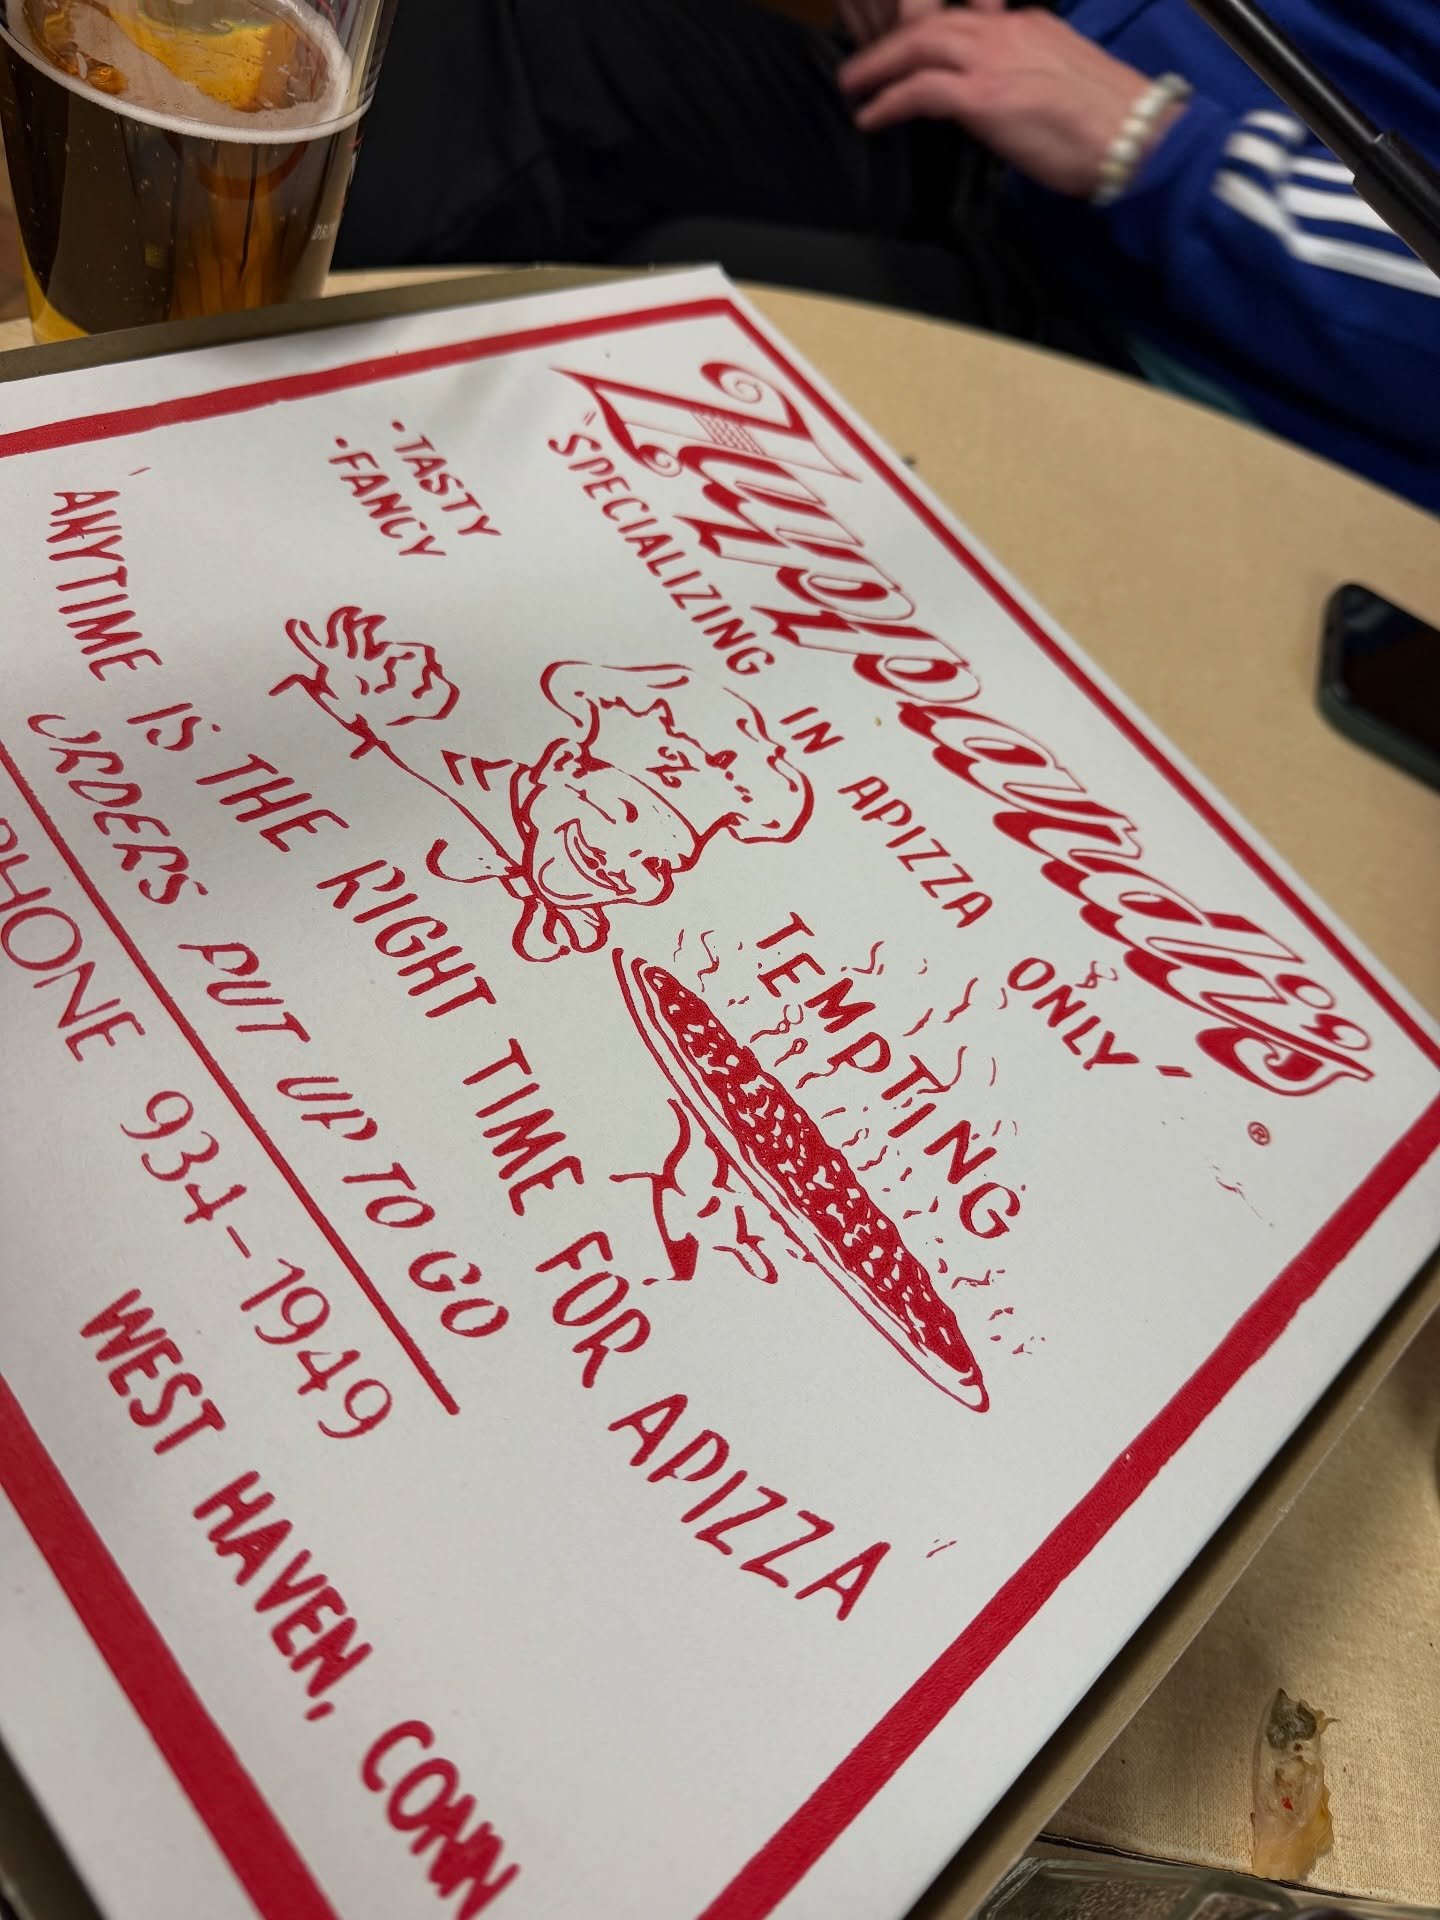 Zuppardi's
®
"SPECIALIZING IN APIZZA ONLY"
·TASTY
·FANCY
TEMPTING
'ANYTIME IS THE RIGHT TIME FOR APIZZA'
ORDERS PUT UP TO GO
PHONE 934-1949
WEST HAVEN, CONN